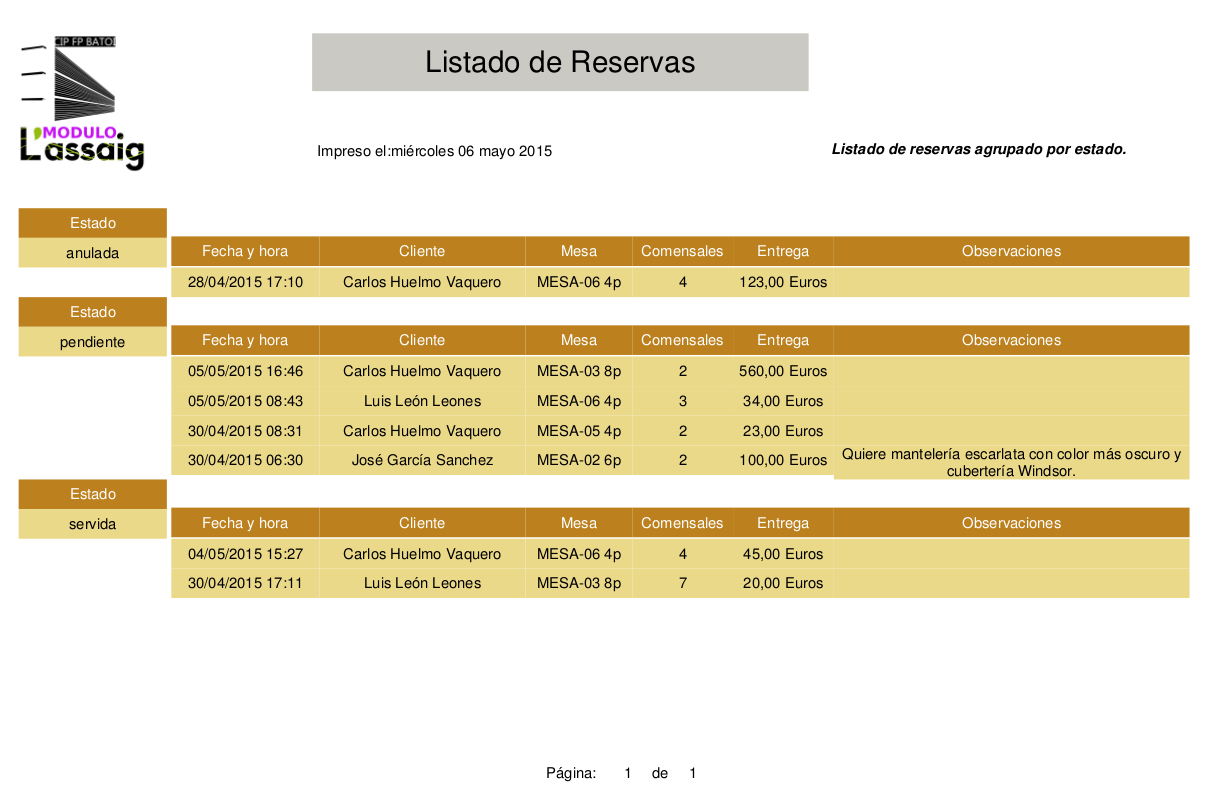 CIP FP BATOI
MODULO
L'assaig
Listado de Reservas
Impreso el:miércoles 06 mayo 2015
Listado de reservas agrupado por estado.
Estado
anulada
Fecha y hora Cliente Mesa Comensales Entrega Observaciones
28/04/2015 17:10 Carlos Huelmo Vaquero MESA-06 4p 4 123,00 Euros
Estado
pendiente
Fecha y hora Cliente Mesa Comensales Entrega Observaciones
05/05/2015 16:46 Carlos Huelmo Vaquero MESA-03 8p 2 560,00 Euros
05/05/2015 08:43 Luis León Leones MESA-06 4p 3 34,00 Euros
30/04/2015 08:31 Carlos Huelmo Vaquero MESA-05 4p 2 23,00 Euros
30/04/2015 06:30 José García Sanchez MESA-02 6p 2 100,00 Euros Quiere mantelería escarlata con color más oscuro y
cubertería Windsor.
Estado
servida
Fecha y hora Cliente Mesa Comensales Entrega Observaciones
04/05/2015 15:27 Carlos Huelmo Vaquero MESA-06 4p 4 45,00 Euros
30/04/2015 17:11 Luis León Leones MESA-03 8p 7 20,00 Euros
Página: 1 de 1